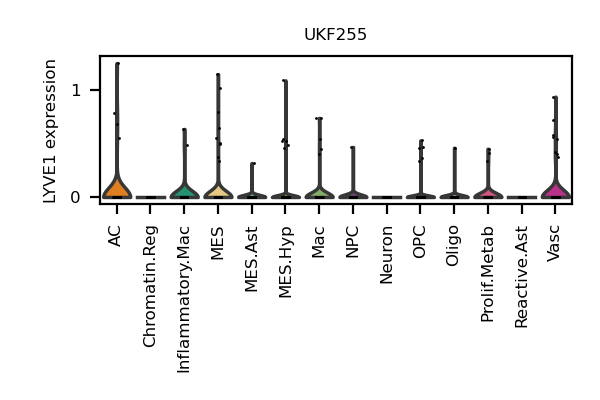 UKF255
LYVE1 expression
1
0
AC
Chromatin.Reg
Inflammatory.Mac
MES
MES.Ast
MES.Hyp
Mac
NPC
Neuron
OPC
Oligo
Prolif.Metab
Reactive.Ast
Vasc